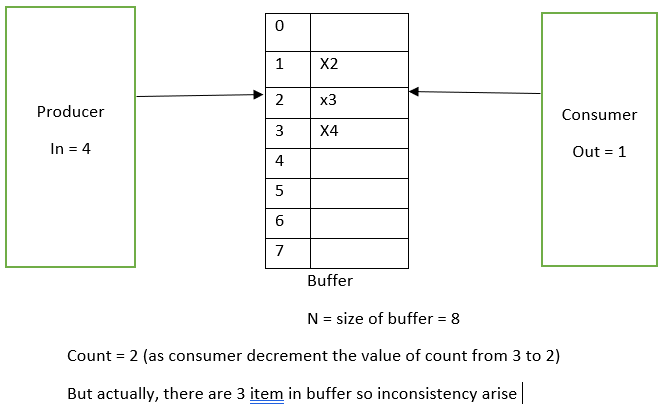 0
1 X2
2 x3
3 X4
4
5
6
7
Producer
In = 4
Consumer
Out = 1
Buffer
N = size of buffer = 8
Count = 2 (as consumer decrement the value of count from 3 to 2)
But actually, there are 3 item in buffer so inconsistency arise